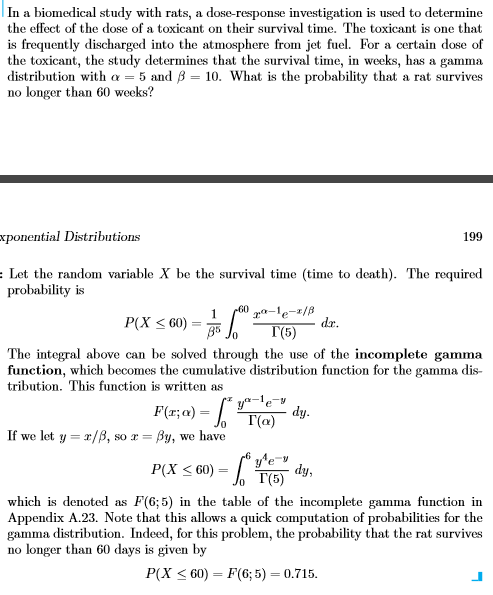 In a biomedical study with rats, a dose-response investigation is used to determine
the effect of the dose of a toxicant on their survival time. The toxicant is one that
is frequently discharged into the atmosphere from jet fuel. For a certain dose of
the toxicant, the study determines that the survival time, in weeks, has a gamma
distribution with α = 5 and β = 10. What is the probability that a rat survives
no longer than 60 weeks?
xponential Distributions 199
: Let the random variable X be the survival time (time to death). The required
probability is
P(X ≤ 60) = 1/β⁵ ∫₀⁶⁰ x^(α−1) e^(−x/β) / Γ(5) dx.
The integral above can be solved through the use of the incomplete gamma
function, which becomes the cumulative distribution function for the gamma dis-
tribution. This function is written as
F(x; α) = ∫₀ˣ y^(α−1) e^(−y) / Γ(α) dy.
If we let y = x/β, so x = βy, we have
P(X ≤ 60) = ∫₀⁶ y⁴e^(−y) / Γ(5) dy,
which is denoted as F(6; 5) in the table of the incomplete gamma function in
Appendix A.23. Note that this allows a quick computation of probabilities for the
gamma distribution. Indeed, for this problem, the probability that the rat survives
no longer than 60 days is given by
P(X ≤ 60) = F(6; 5) = 0.715.